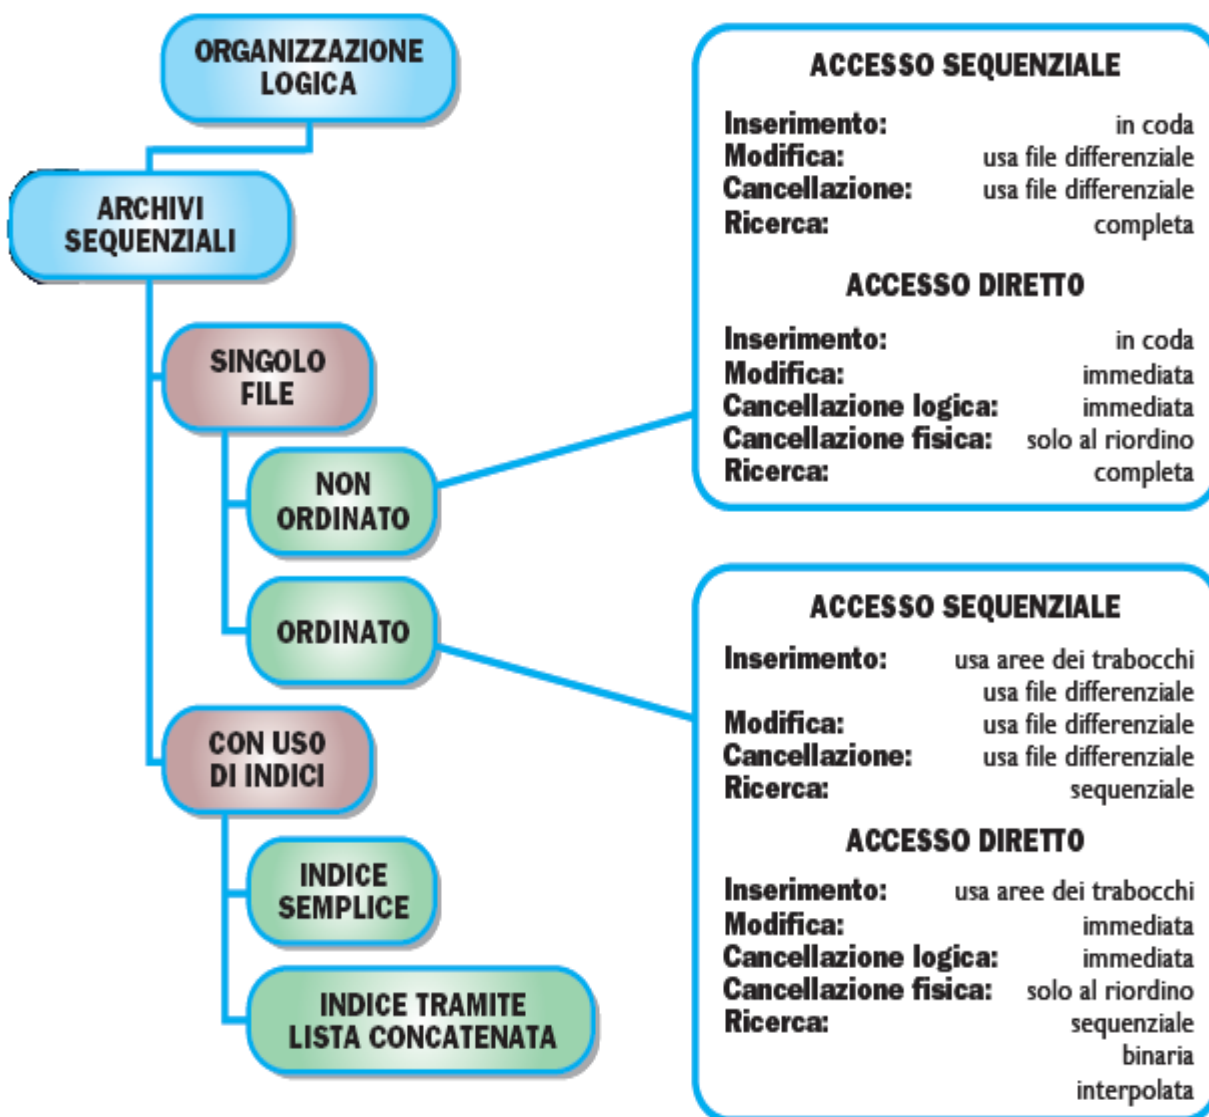 ORGANIZZAZIONE
LOGICA
ARCHIVI
SEQUENZIALI
SINGOLO
FILE
NON
ORDINATO
ORDINATO
CON USO
DI INDICI
INDICE
SEMPLICE
INDICE TRAMITE
LISTA CONCATENATA
ACCESSO SEQUENZIALE
Inserimento: in coda
Modifica: usa file differenziale
Cancellazione: usa file differenziale
Ricerca: completa
ACCESSO DIRETTO
Inserimento: in coda
Modifica: immediata
Cancellazione logica: immediata
Cancellazione fisica: solo al riordino
Ricerca: completa
ACCESSO SEQUENZIALE
Inserimento: usa aree dei trabocchi
usa file differenziale
Modifica: usa file differenziale
Cancellazione: usa file differenziale
Ricerca: sequenziale
ACCESSO DIRETTO
Inserimento: usa aree dei trabocchi
Modifica: immediata
Cancellazione logica: immediata
Cancellazione fisica: solo al riordino
Ricerca: sequenziale
binaria
interpolata